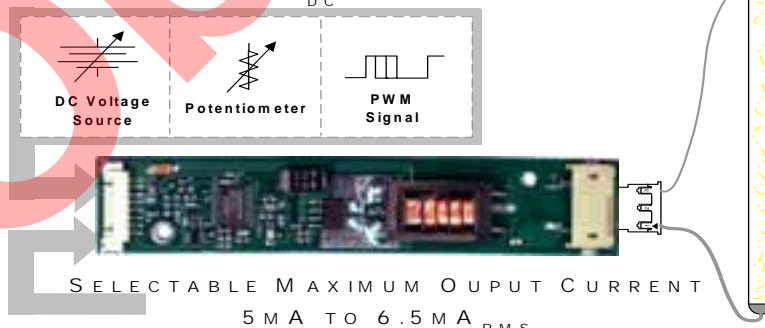 DC
DC Voltage Source
Potentiometer
PWM Signal
SELECTABLE MAXIMUM OUPUT CURRENT
5MA TO 6.5MA RMS